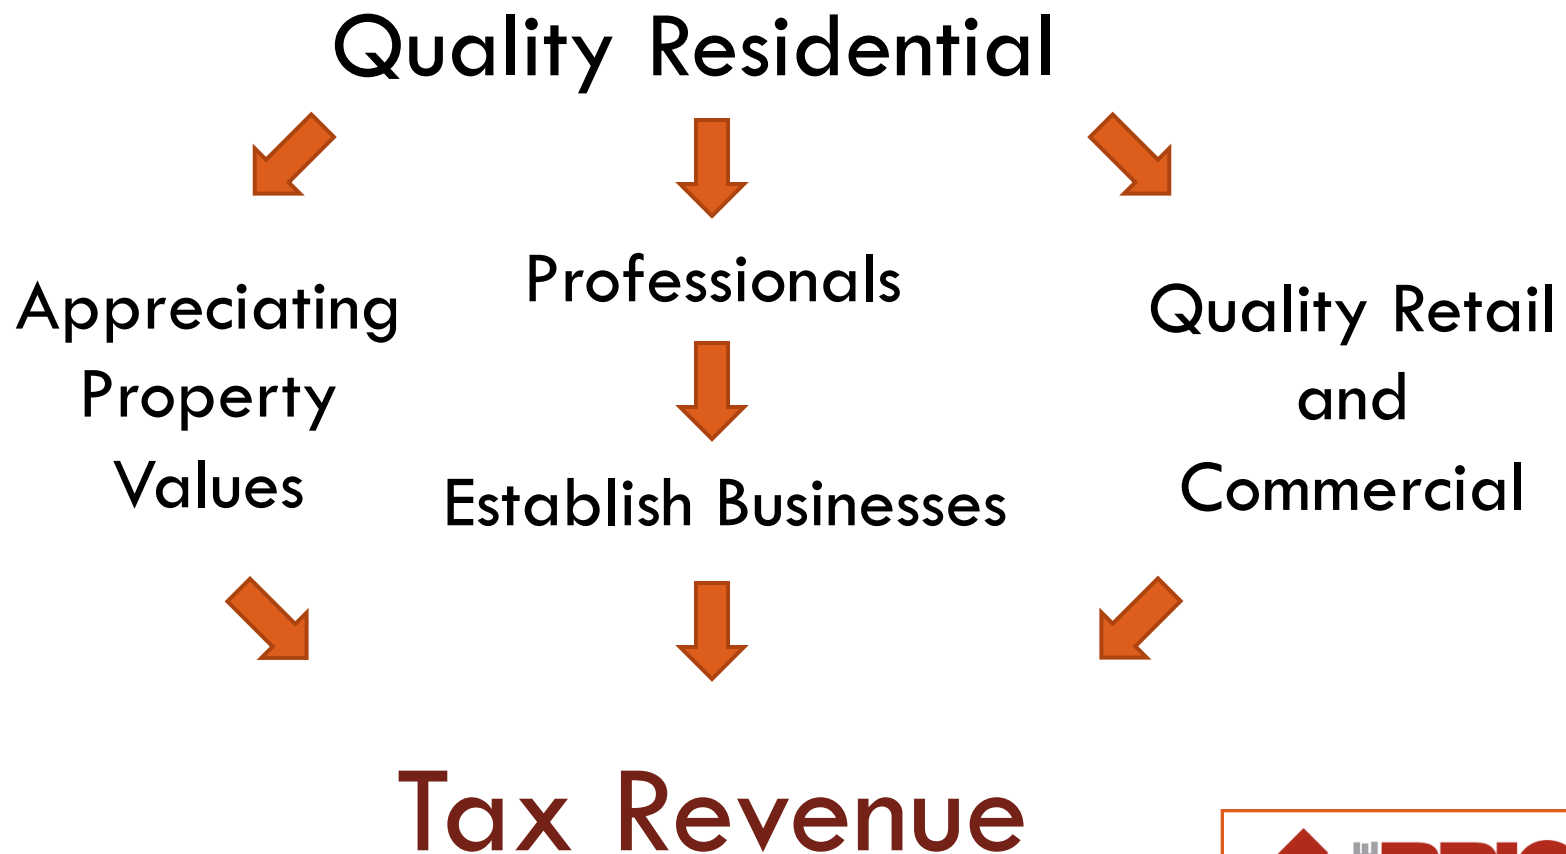 Quality Residential
Appreciating
Property
Values
Professionals
Establish Businesses
Quality Retail
and
Commercial
Tax Revenue